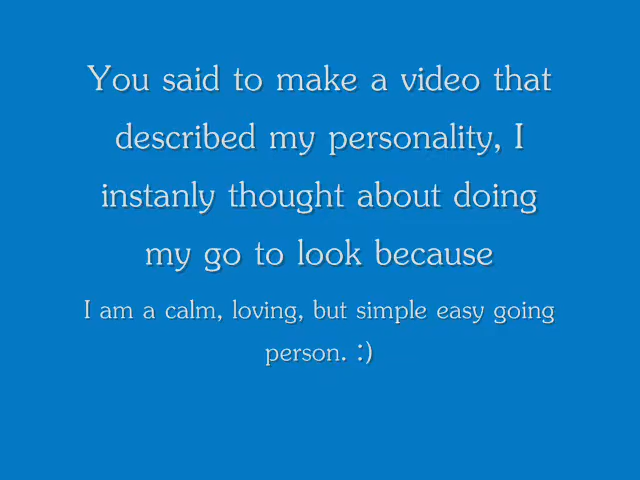 You said to make a video that
described my personality, I
instanly thought about doing
my go to look because
I am a calm, loving, but simple easy going
person. :)